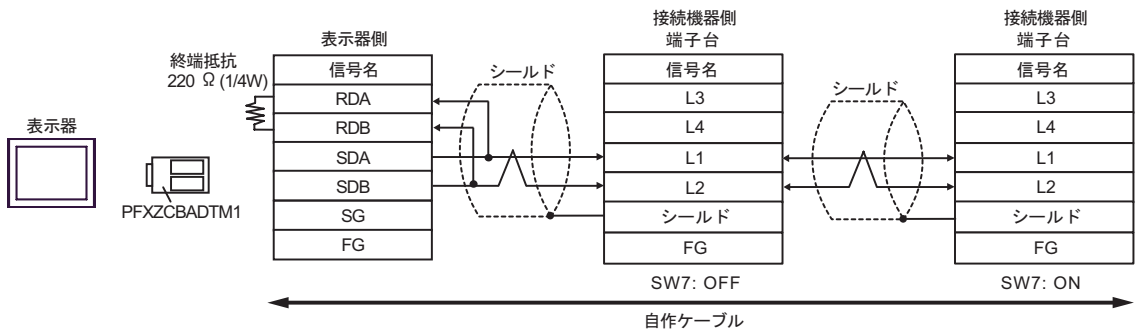 表示器
PFXZCBADTM1
終端抵抗
220 Ω (1/4W)
表示器側
信号名
RDA
RDB
SDA
SDB
SG
FG
シールド
接続機器側
端子台
信号名
L3
L4
L1
L2
シールド
FG
SW7: OFF
シールド
接続機器側
端子台
信号名
L3
L4
L1
L2
シールド
FG
SW7: ON
自作ケーブル